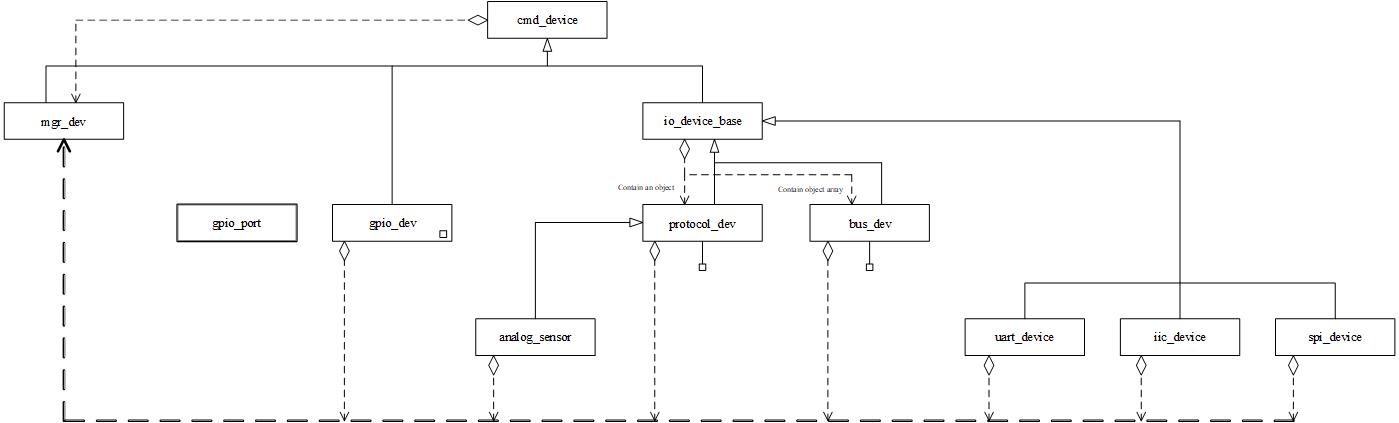 cmd_device
mgr_dev
io_device_base
Contain an object
Contain object array
gpio_port
gpio_dev
protocol_dev
bus_dev
analog_sensor
uart_device
iic_device
spi_device